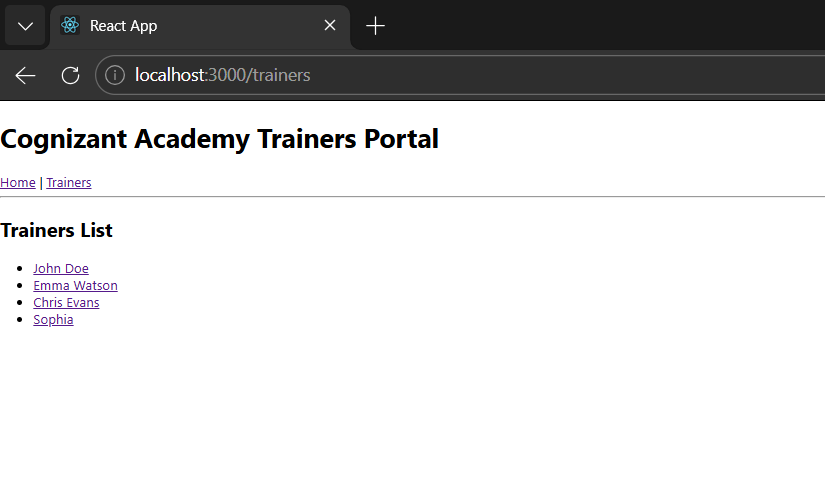 React App
localhost:3000/trainers
Cognizant Academy Trainers Portal
Home | Trainers
Trainers List
John Doe
Emma Watson
Chris Evans
Sophia